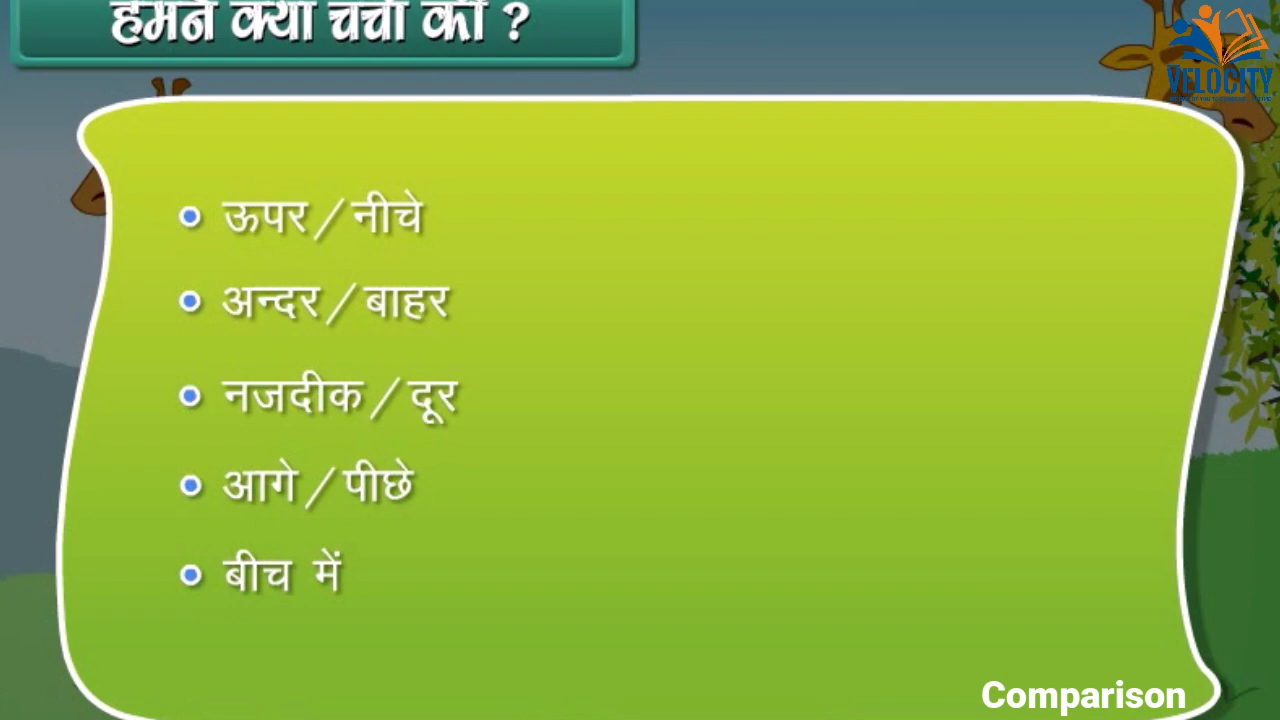 हमने क्या चर्चा की ?
VELOCITY
ऊपर / नीचे
अन्दर / बाहर
नजदीक / दूर
आगे / पीछे
बीच में
Comparison